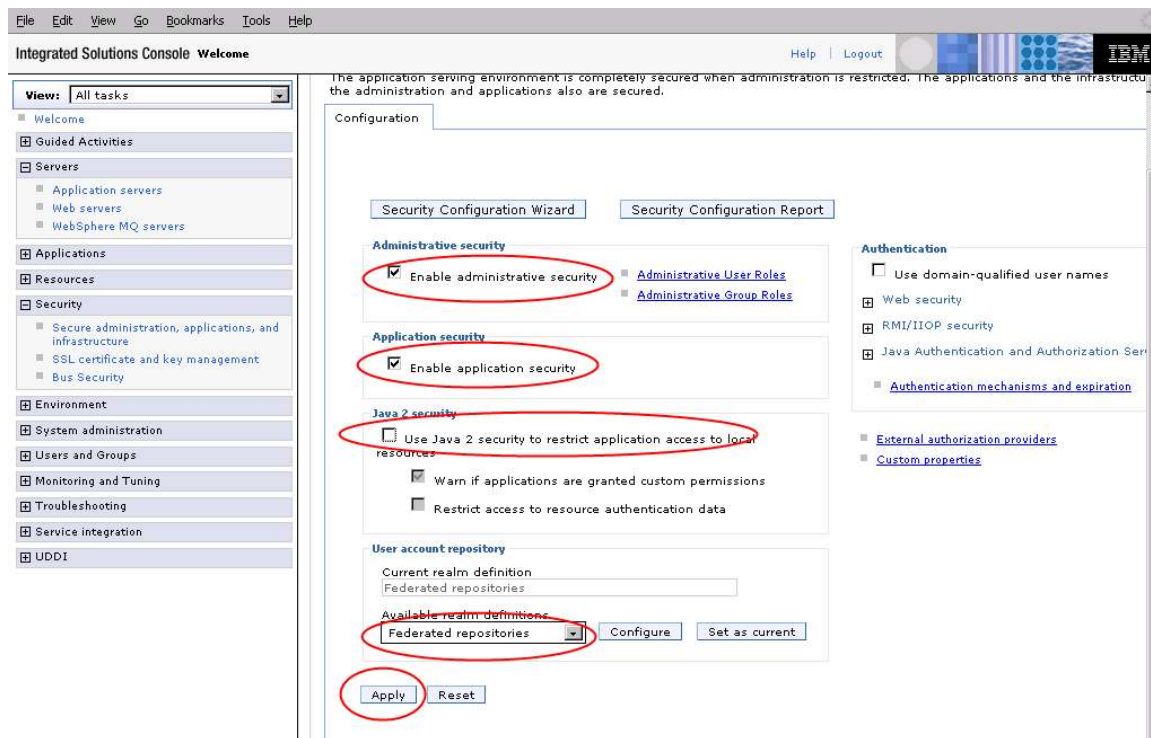 File Edit View Go Bookmarks Tools Help
Integrated Solutions Console Welcome
Help | Logout
IBM
View: All tasks
Welcome
Guided Activities
Servers
Application servers
Web servers
WebSphere MQ servers
Applications
Resources
Security
Secure administration, applications, and
infrastructure
SSL certificate and key management
Bus Security
Environment
System administration
Users and Groups
Monitoring and Tuning
Troubleshooting
Service integration
UDDI
The application serving environment is completely secured when administration is restricted. The applications and the infrastructu
the administration and applications also are secured.
Configuration
Security Configuration Wizard
Security Configuration Report
Administrative security
Enable administrative security
Administrative User Roles
Administrative Group Roles
Application security
Enable application security
Java 2 security
Use Java 2 security to restrict application access to local
resources
Warn if applications are granted custom permissions
Restrict access to resource authentication data
User account repository
Current realm definition
Federated repositories
Available realm definitions
Federated repositories
Configure
Set as current
Apply
Reset
Authentication
Use domain-qualified user names
Web security
RMI/IIOP security
Java Authentication and Authorization Ser
Authentication mechanisms and expiration
External authorization providers
Custom properties